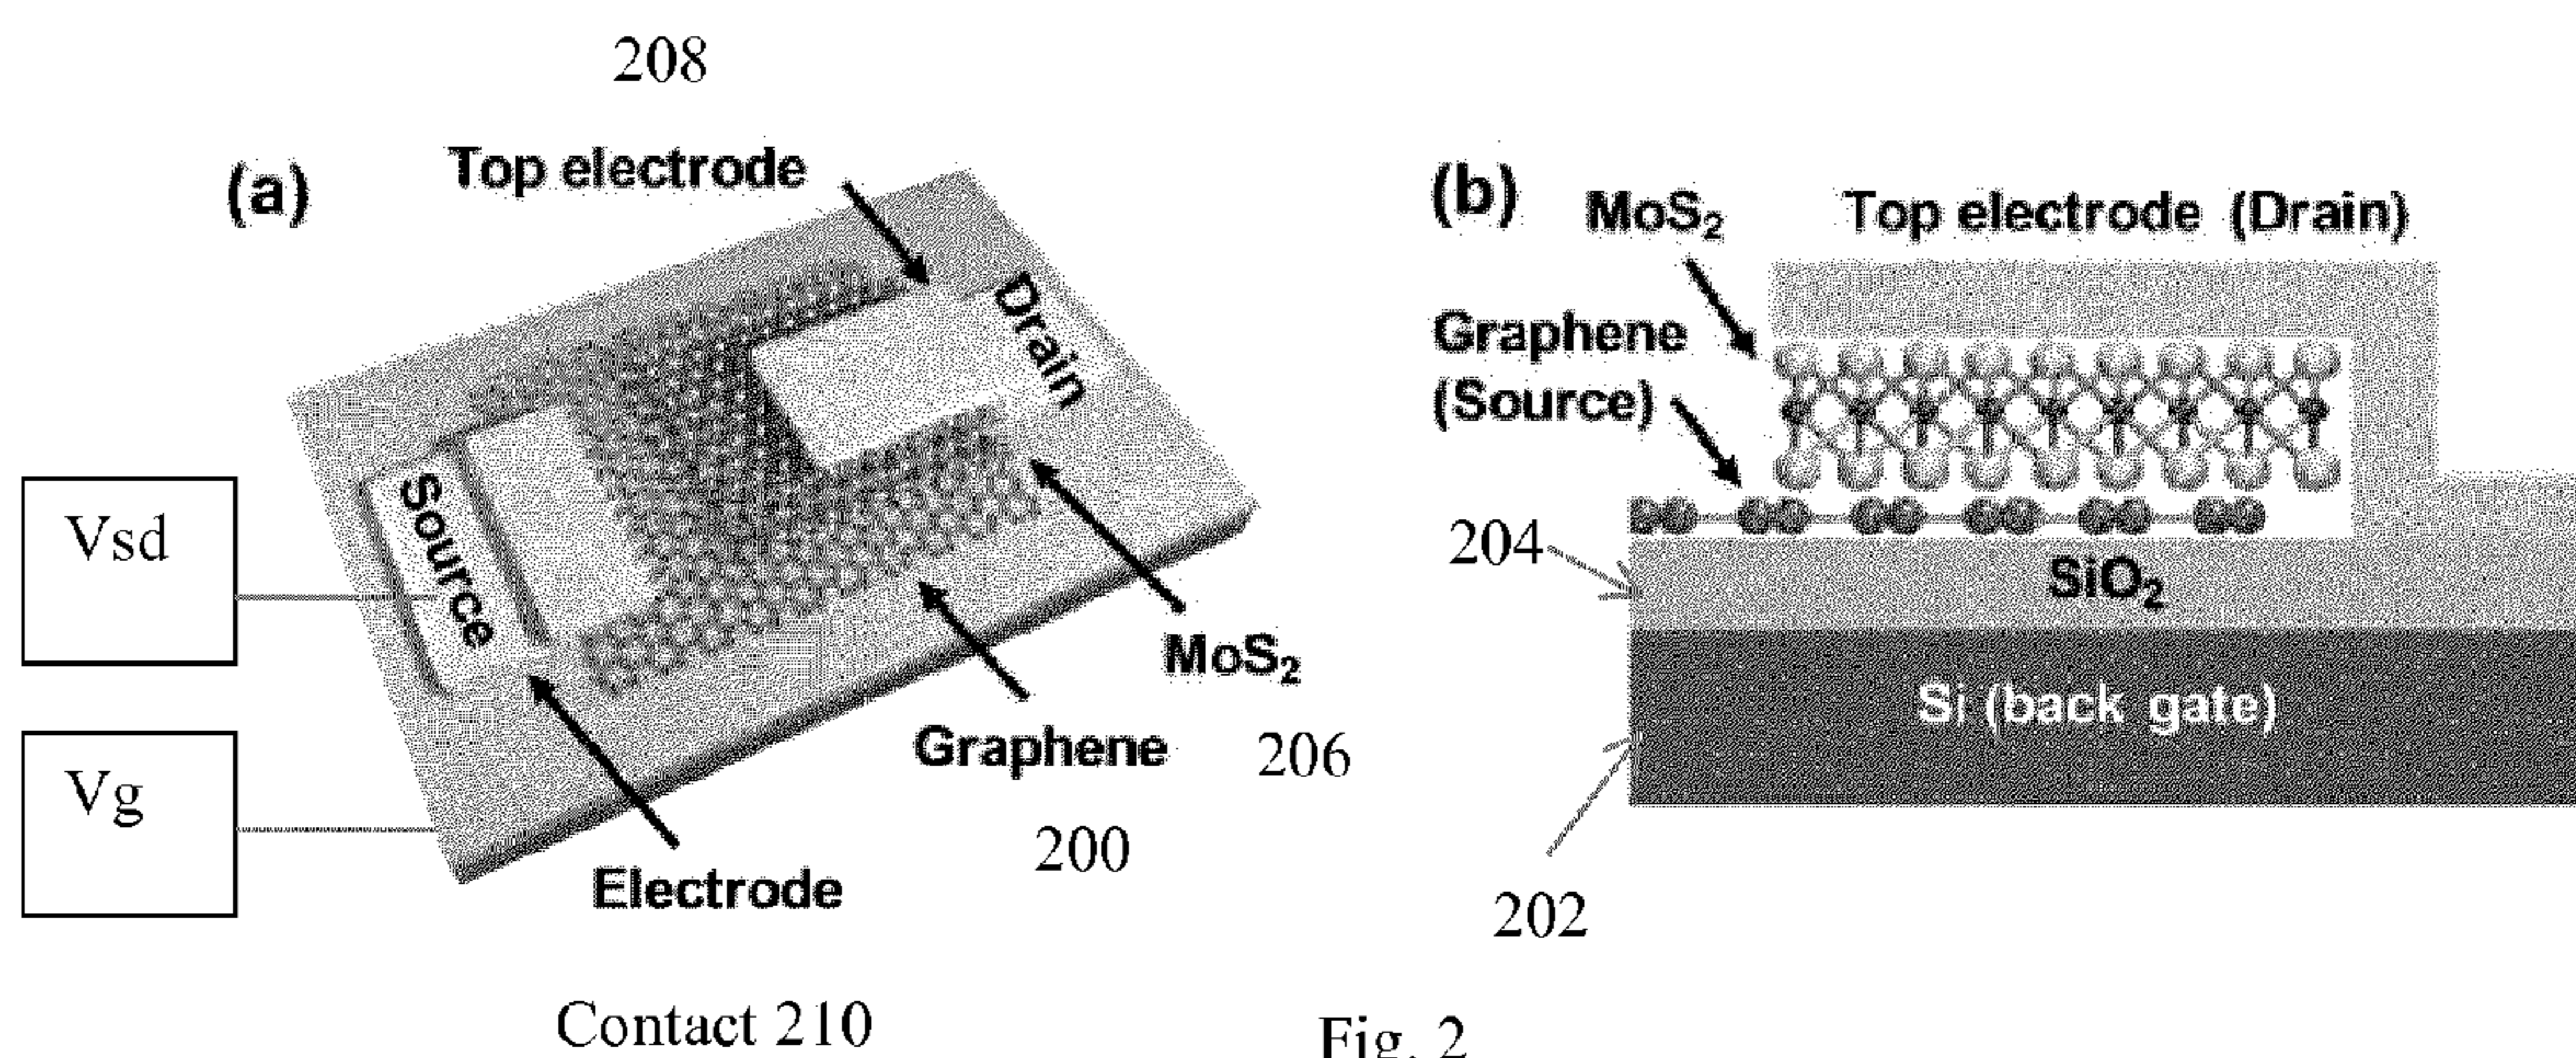 208
(a)
Top electrode
Drain
Source
Vsd
Vg
MoS₂
206
Graphene
200
Electrode
Contact 210
(b)
MoS₂
Top electrode (Drain)
Graphene
(Source)
204
SiO₂
Si (back gate)
202
Fig. 2